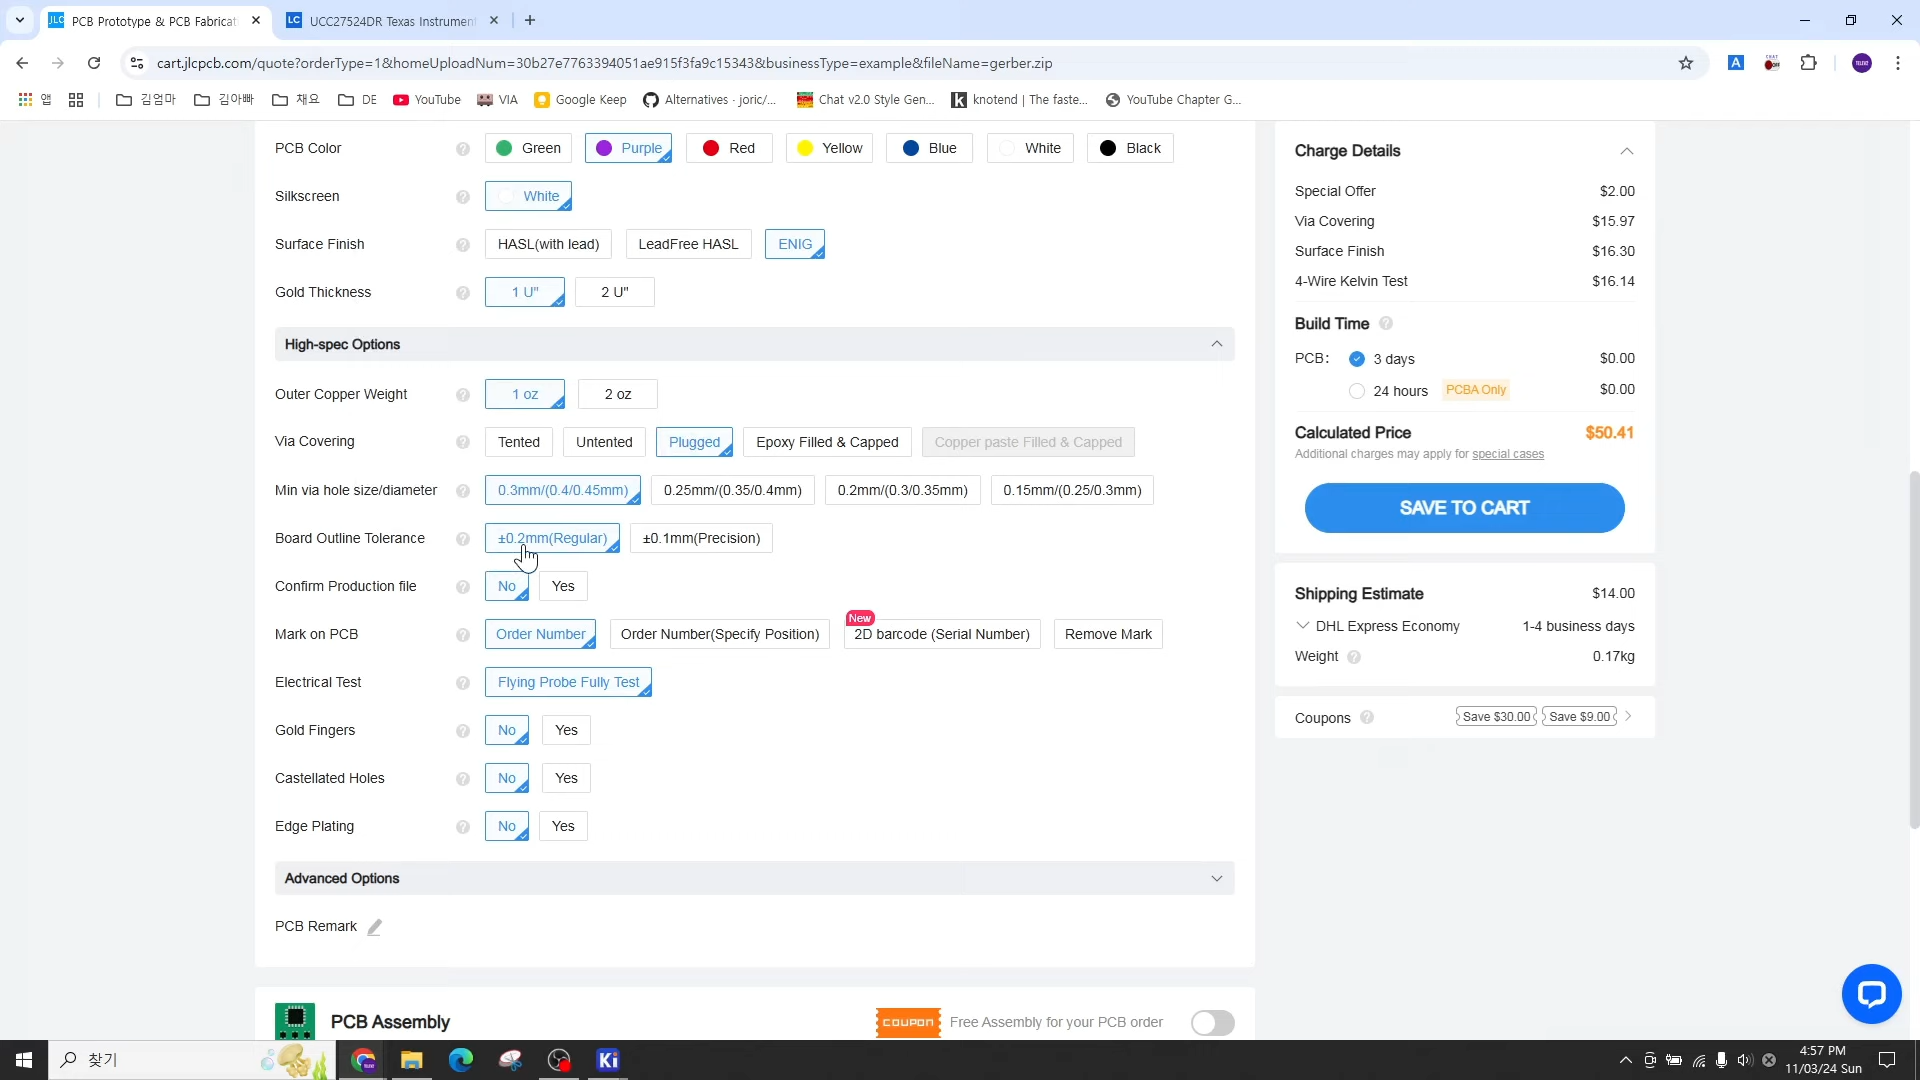 PCB Prototype & PCB Fabricat
UCC27524DR Texas Instrumen
cart.jlcpcb.com/quote?orderType=1&homeUploadNum=30b27e7763394051ae915f3fa9c15343&businessType=example&fileName=gerber.zip
앱 김엄마 김아빠 채요 DE YouTube VIA Google Keep Alternatives · joric/... Chat v2.0 Style Gen... knotend | The faste... YouTube Chapter G...
PCB Color Green Purple Red Yellow Blue White Black
Silkscreen White
Surface Finish HASL(with lead) LeadFree HASL ENIG
Gold Thickness 1 U" 2 U"
High-spec Options
Outer Copper Weight 1 oz 2 oz
Via Covering Tented Untented Plugged Epoxy Filled & Capped Copper paste Filled & Capped
Min via hole size/diameter 0.3mm/(0.4/0.45mm) 0.25mm/(0.35/0.4mm) 0.2mm/(0.3/0.35mm) 0.15mm/(0.25/0.3mm)
Board Outline Tolerance ±0.2mm(Regular) ±0.1mm(Precision)
Confirm Production file No Yes
New
Mark on PCB Order Number Order Number(Specify Position) 2D barcode (Serial Number) Remove Mark
Electrical Test Flying Probe Fully Test
Gold Fingers No Yes
Castellated Holes No Yes
Edge Plating No Yes
Advanced Options
PCB Remark
PCB Assembly COUPON Free Assembly for your PCB order
Charge Details
Special Offer $2.00
Via Covering $15.97
Surface Finish $16.30
4-Wire Kelvin Test $16.14
Build Time
PCB: 3 days $0.00
24 hours PCBA Only $0.00
Calculated Price $50.41
Additional charges may apply for special cases
SAVE TO CART
Shipping Estimate $14.00
DHL Express Economy 1-4 business days
Weight 0.17kg
Coupons Save $30.00 Save $9.00
찾기
Ki
4:57 PM
11/03/24 Sun